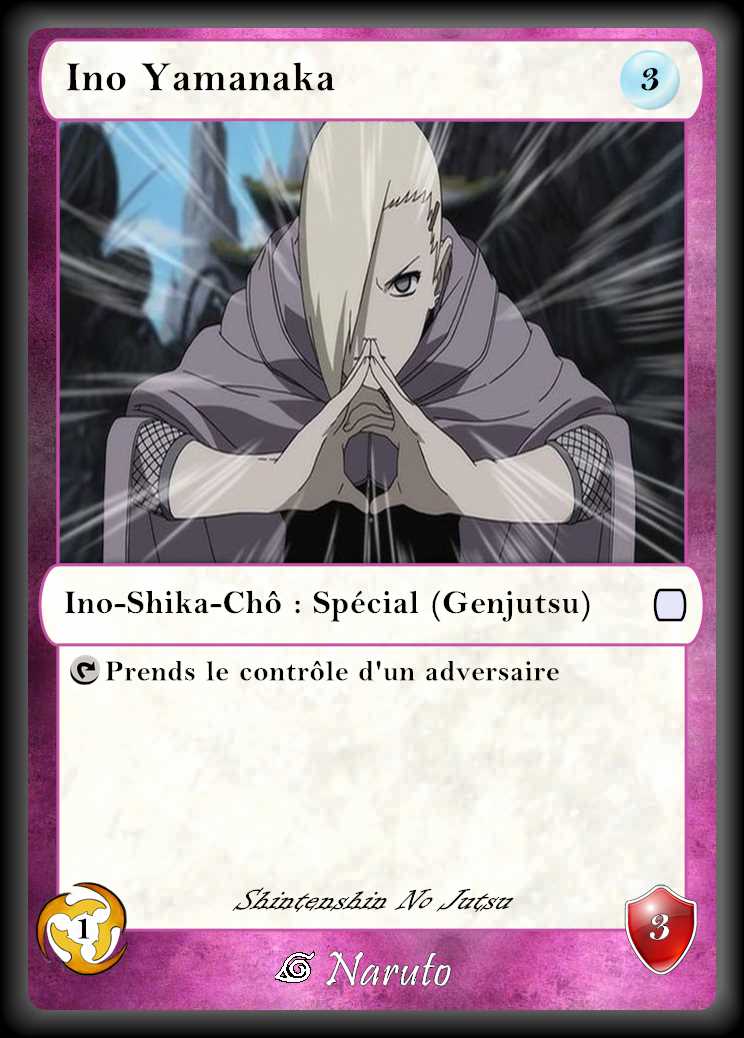 Ino Yamanaka
3
Ino-Shika-Chô : Spécial (Genjutsu)
Prends le contrôle d'un adversaire
Shintenshin No Jutsu
1
3
Naruto